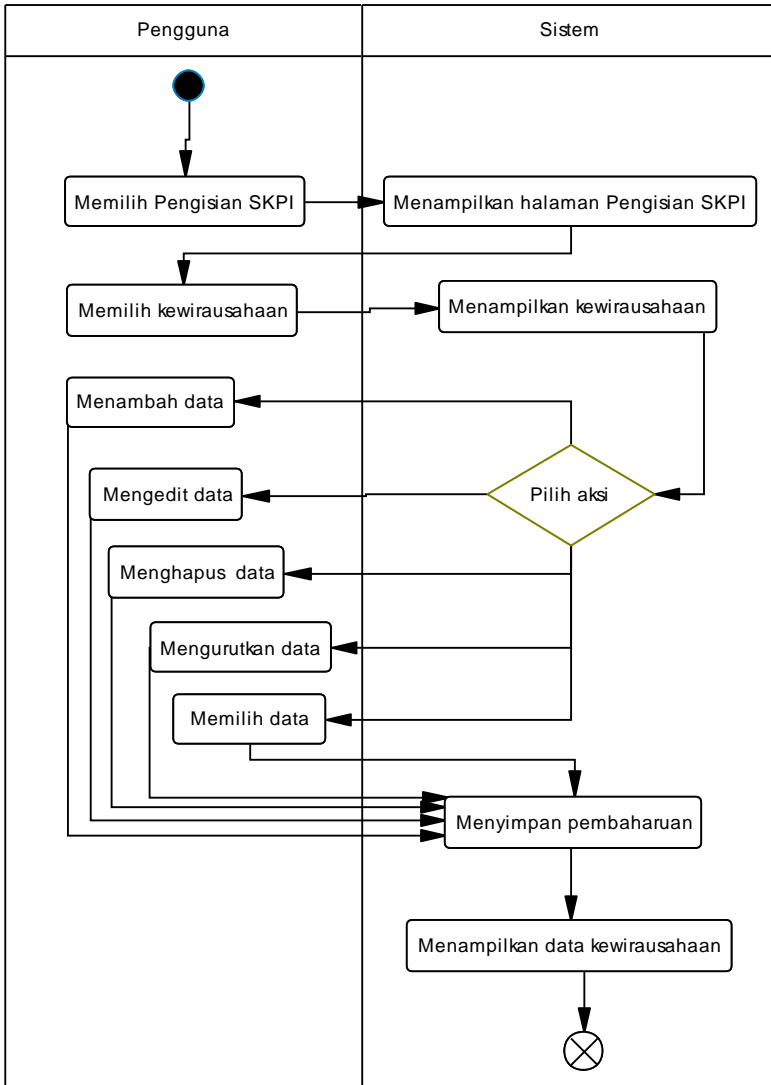 Pengguna
Sistem
Memilih Pengisian SKPI
Menampilkan halaman Pengisian SKPI
Memilih kewirausahaan
Menampilkan kewirausahaan
Menambah data
Pilih aksi
Mengedit data
Menghapus data
Mengurutkan data
Memilih data
Menyimpan pembaharuan
Menampilkan data kewirausahaan